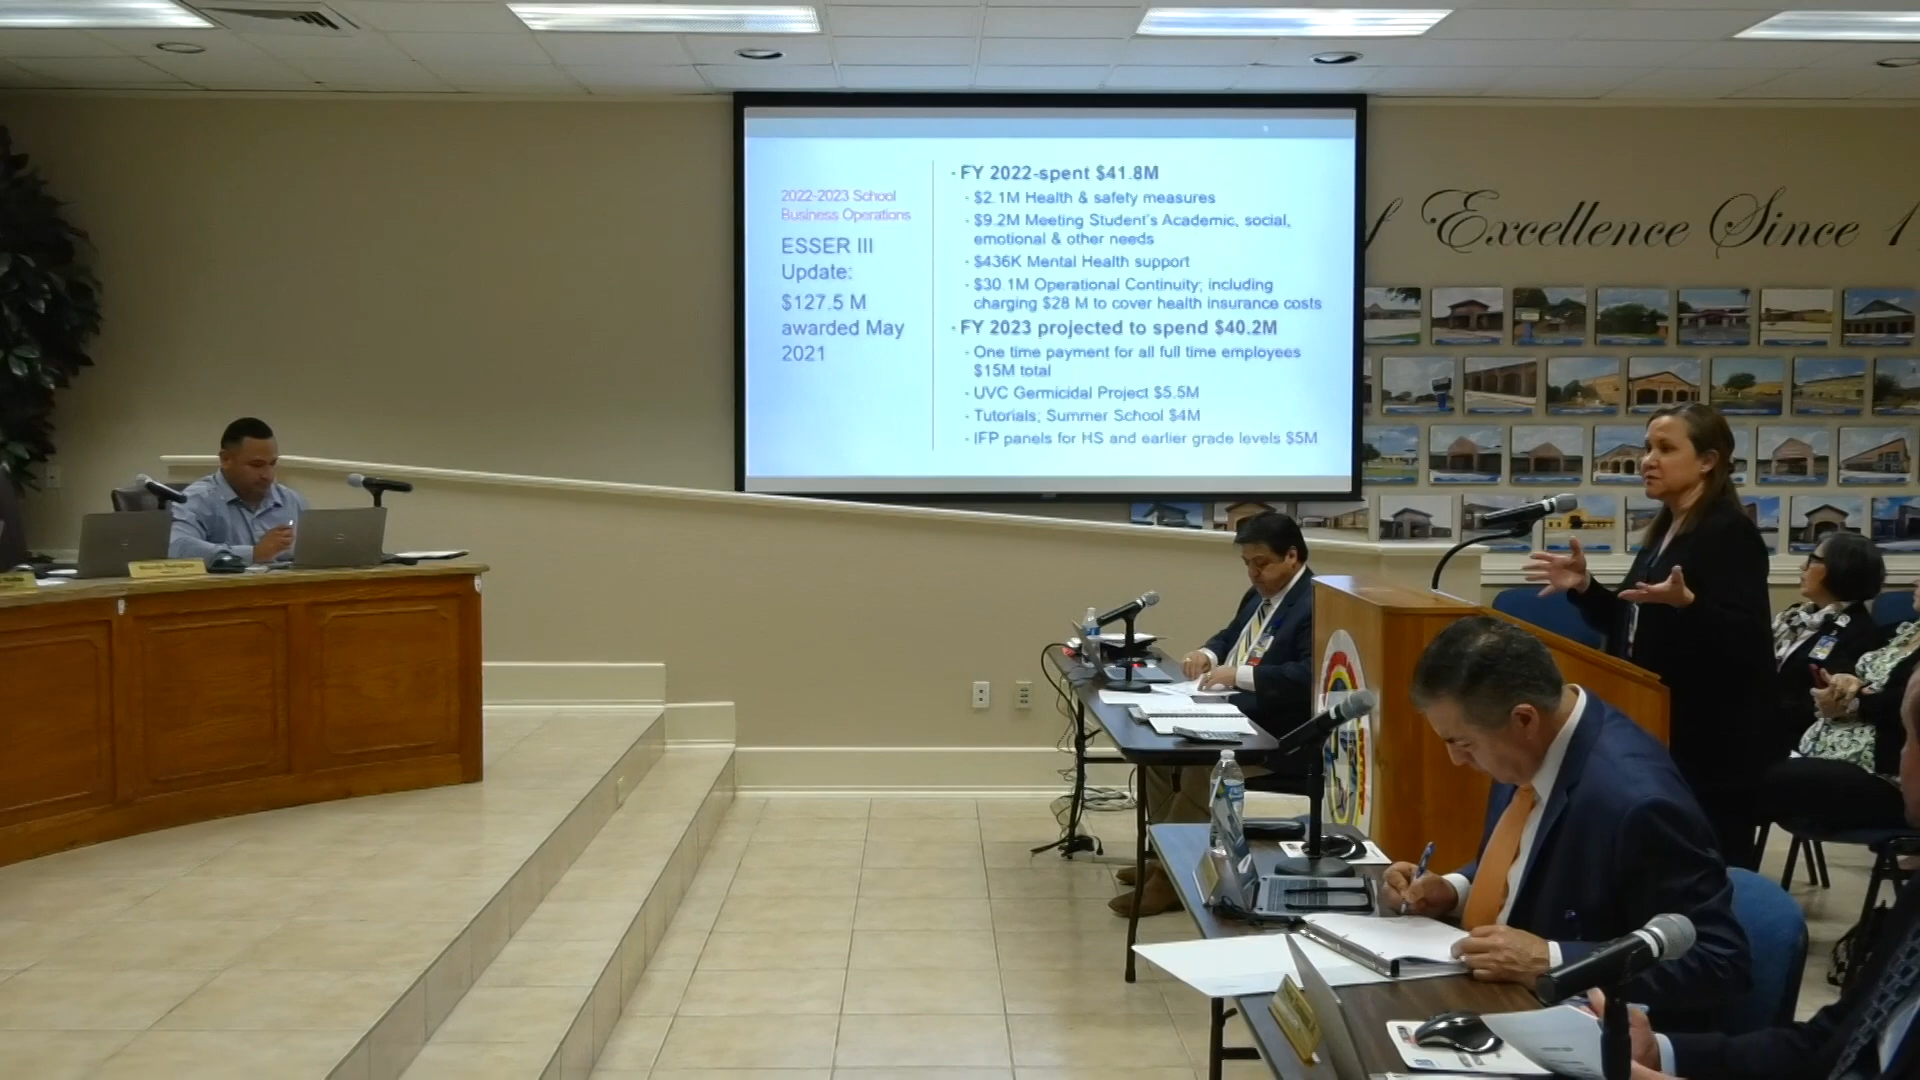 2022-2023 School
Business Operations
ESSER III
Update:
$127.5 M
awarded May
2021
- FY 2022-spent $41.8M
- $2.1M Health & safety measures
- $9.2M Meeting Student's Academic, social,
emotional & other needs
- $436K Mental Health support
- $30.1M Operational Continuity; including
charging $28 M to cover health insurance costs
- FY 2023 projected to spend $40.2M
- One time payment for all full time employees
$15M total
- UVC Germicidal Project $5.5M
- Tutorials; Summer School $4M
- IFP panels for HS and earlier grade levels $5M
f Excellence Since 1